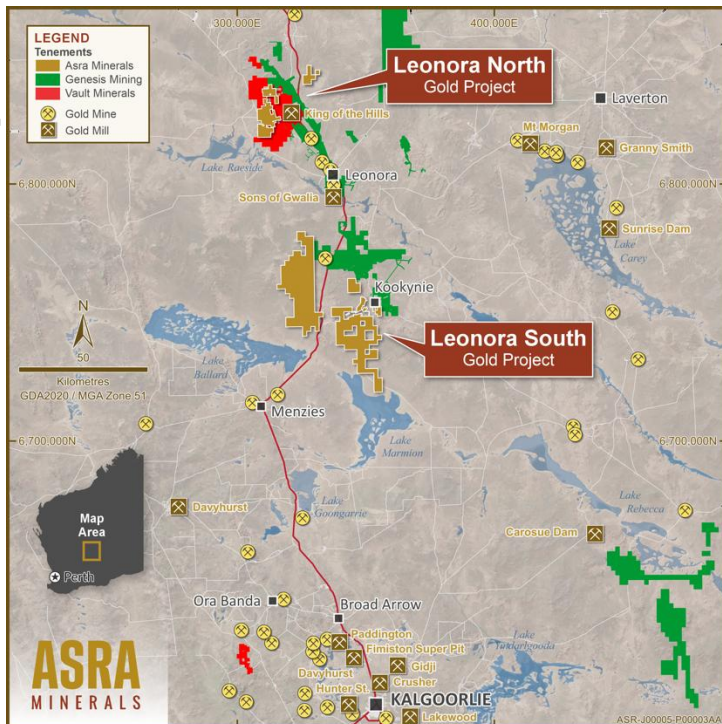 300,000E
400,000E
LEGEND
Tenements
Asra Minerals
Genesis Mining
Vault Minerals
Gold Mine
Gold Mill
Leonora North
Gold Project
King of the Hills
Laverton
Mt Morgan
Granny Smith
Lake Raeside
6,800,000N
Leonora
Sons of Gwalia
Sunrise Dam
Lake
Carey
N
50
Kilometres
GDA2020 / MGA Zone 51
Kookynie
Leonora South
Gold Project
Lake
Ballard
Menzies
Lake
Marmion
6,700,000N
6,700,000N
Map
Area
Perth
Davyhurst
Lake
Goongarrie
Lake
Rebecca
Carosue Dam
Ora Banda
Broad Arrow
Paddington
Fimiston Super Pit
Gidji
Davyhurst
Hunter St.
Crusher
KALGOORLIE
Lakewood
Lake
Yindarlgooda
ASRA
MINERALS
ASR-J00005-P00003AA